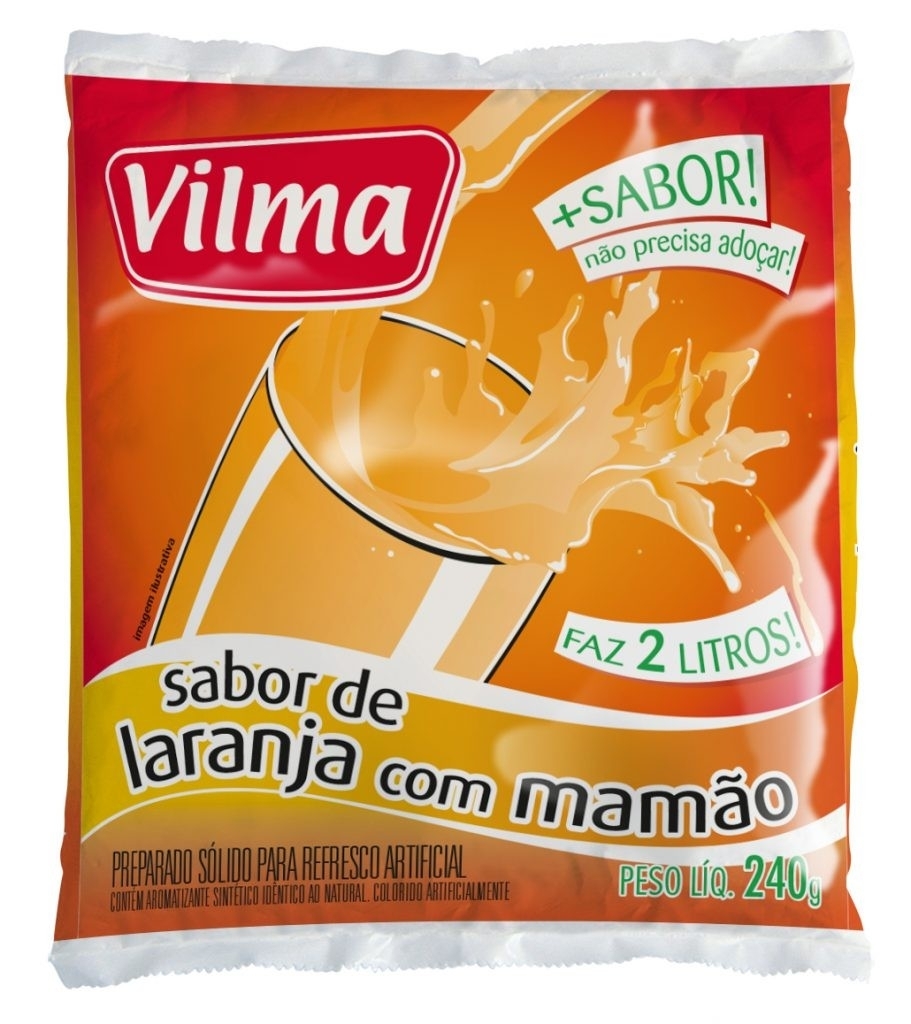 Vilma
+SABOR!
não precisa adoçar!
imagem ilustrativa
FAZ 2 LITROS!
sabor de
laranja com mamão
PREPARADO SÓLIDO PARA REFRESCO ARTIFICIAL
CONTÉM AROMATIZANTE SINTÉTICO IDÊNTICO AO NATURAL. COLORIDO ARTIFICIALMENTE
PESO LÍQ. 240g